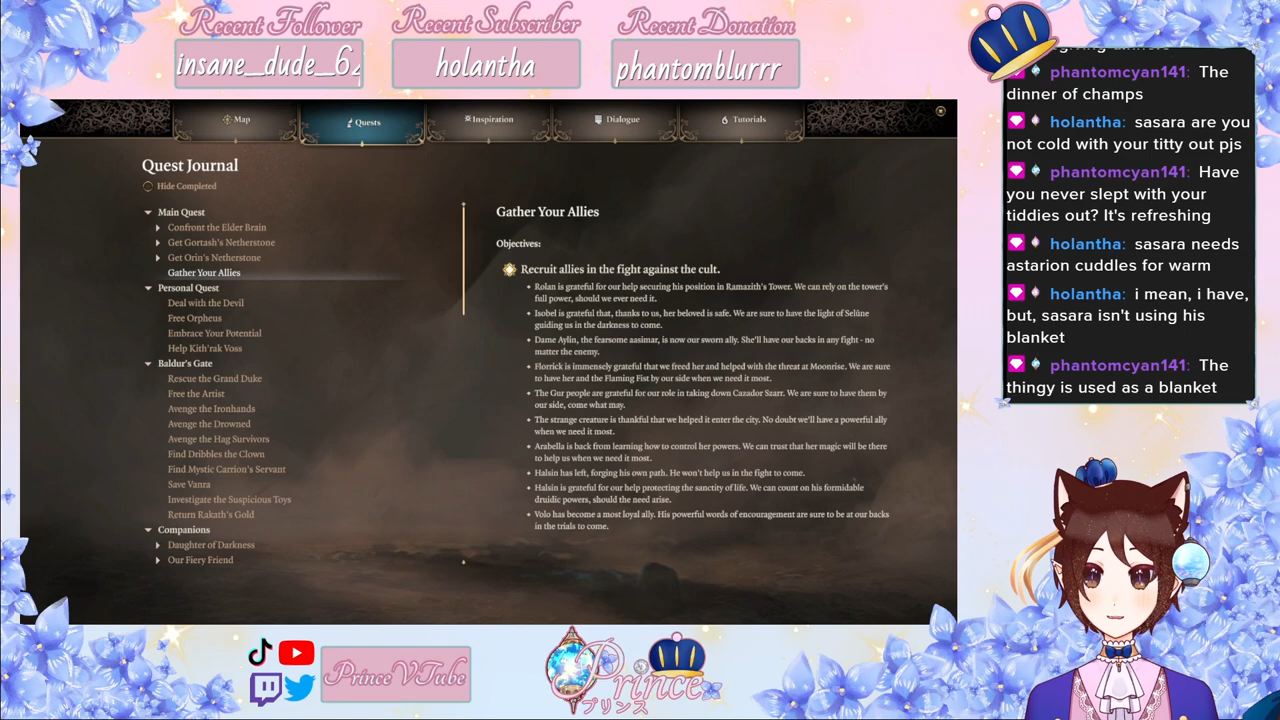 Recent Follower
insane_dude_62
Recent Subscriber
holantha
Recent Donation
phantomblurrr
Map
Quests
Inspiration
Dialogue
Tutorials
Quest Journal
Hide Completed
Main Quest
Confront the Elder Brain
Get Gortash's Netherstone
Get Orin's Netherstone
Gather Your Allies
Personal Quest
Deal with the Devil
Free Orpheus
Embrace Your Potential
Help Kith'rak Voss
Baldur's Gate
Rescue the Grand Duke
Free the Artist
Avenge the Ironhands
Avenge the Drowned
Avenge the Hag Survivors
Find Dribbles the Clown
Find Mystic Carrion's Servant
Save Vanra
Investigate the Suspicious Toys
Return Rakath's Gold
Companions
Daughter of Darkness
Our Fiery Friend
Gather Your Allies
Objectives:
Recruit allies in the fight against the cult.
• Rolan is grateful for our help securing his position in Ramazith's Tower. We can rely on the tower's
full power, should we ever need it.
• Isobel is grateful that, thanks to us, her beloved is safe. We are sure to have the light of Selûne
guiding us in the darkness to come.
• Dame Aylin, the fearsome aasimar, is now our sworn ally. She'll have our backs in any fight - no
matter the enemy.
• Florrick is immensely grateful that we freed her and helped with the threat at Moonrise. We are sure
to have her and the Flaming Fist by our side when we need it most.
• The Gur people are grateful for our role in taking down Cazador Szarr. We are sure to have them by
our side, come what may.
• The strange creature is thankful that we helped it enter the city. No doubt we'll have a powerful ally
when we need it most.
• Arabella is back from learning how to control her powers. We can trust that her magic will be there
to help us when we need it most.
• Halsin has left, forging his own path. He won't help us in the fight to come.
• Halsin is grateful for our help protecting the sanctity of life. We can count on his formidable
druidic powers, should the need arise.
• Volo has become a most loyal ally. His powerful words of encouragement are sure to be at our backs
in the trials to come.
phantomcyan141: The
dinner of champs
holantha: sasara are you
not cold with your titty out pjs
phantomcyan141: Have
you never slept with your
tiddies out? It's refreshing
holantha: sasara needs
astarion cuddles for warm
holantha: i mean, i have,
but, sasara isn't using his
blanket
phantomcyan141: The
thingy is used as a blanket
PrinceVTube
Prince
プリンス